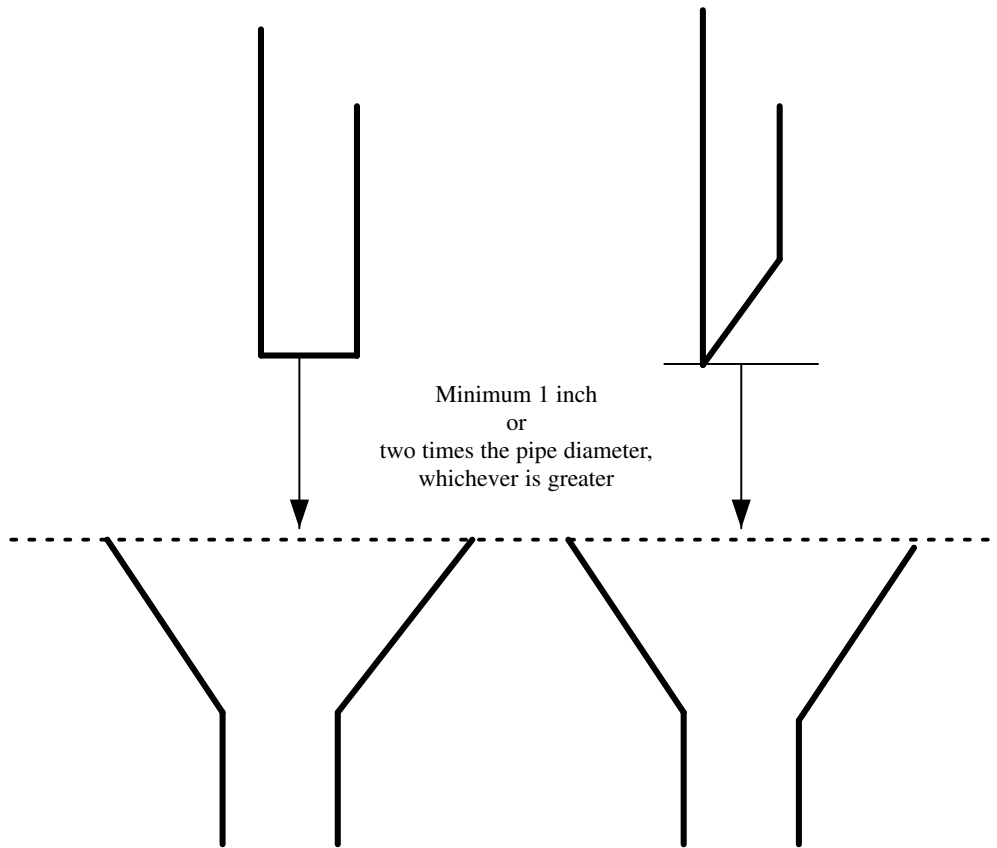 Minimum 1 inch
or
two times the pipe diameter,
whichever is greater